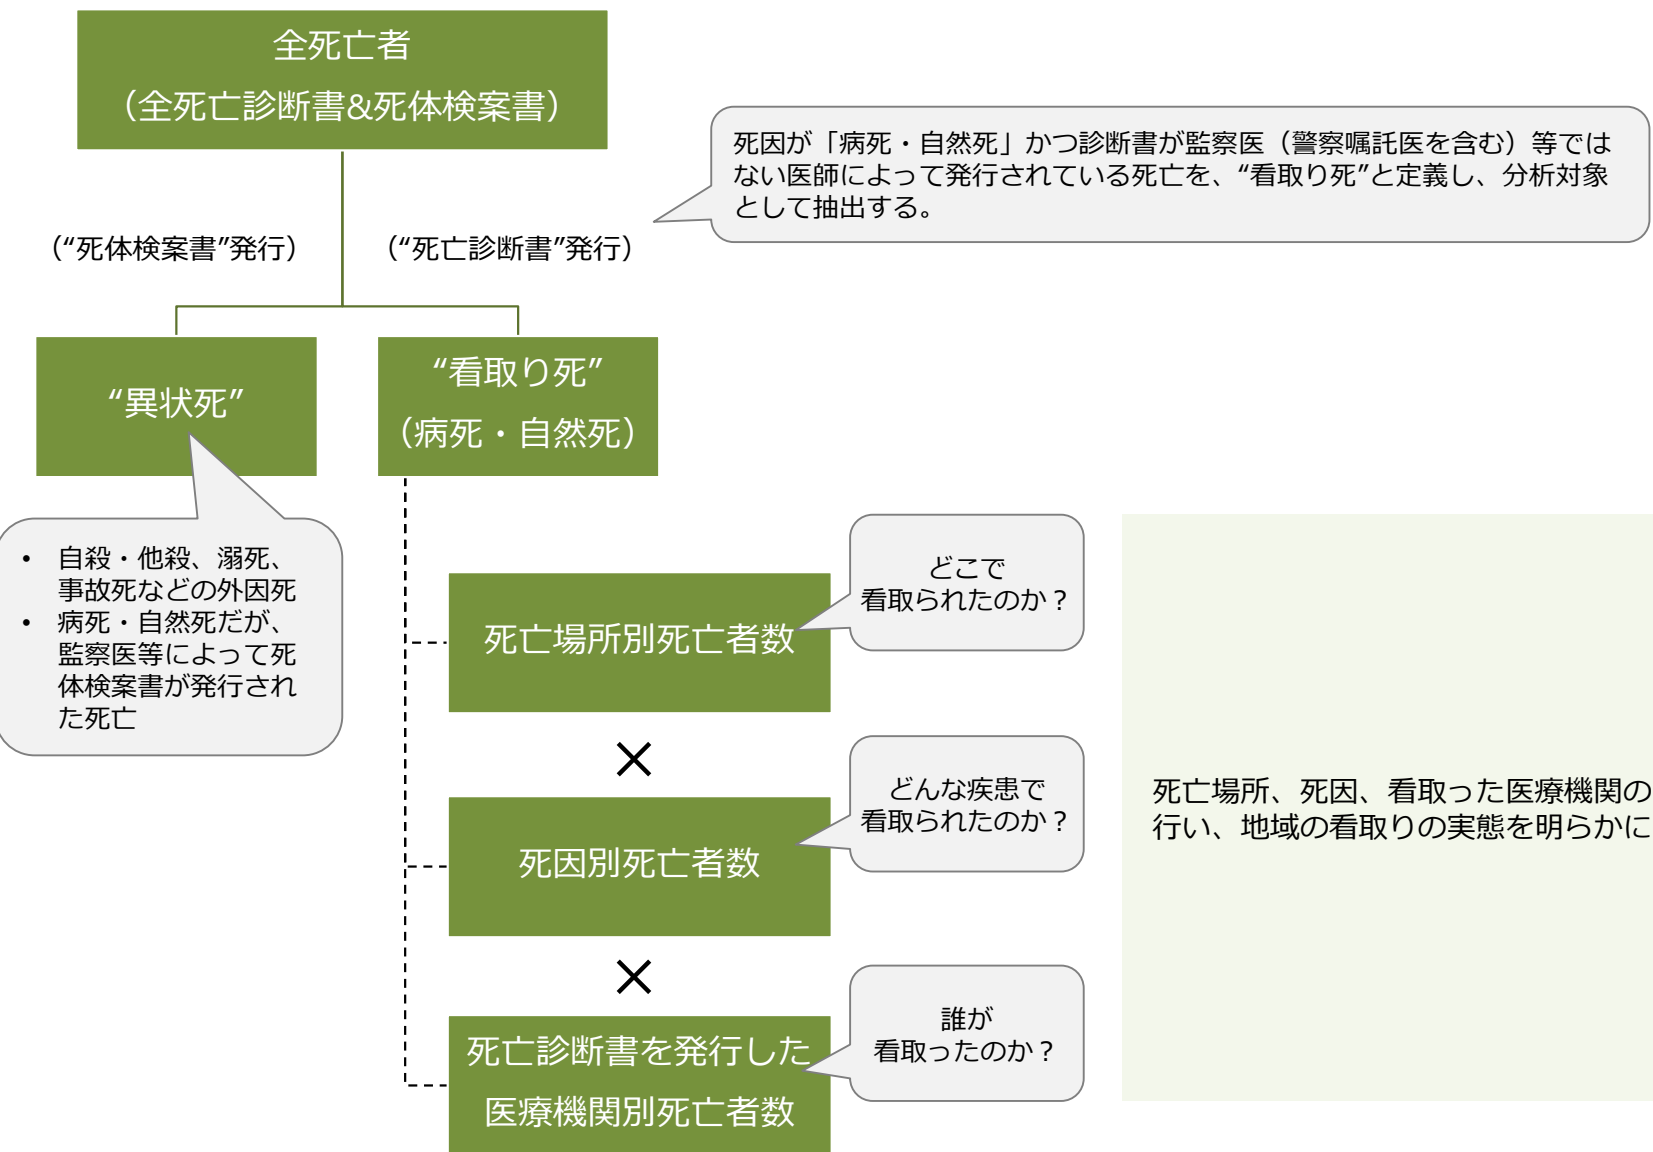 全死亡者
（全死亡診断書&死体検案書）
死因が「病死・自然死」かつ診断書が監察医（警察嘱託医を含む）等では
ない医師によって発行されている死亡を、“看取り死”と定義し、分析対象
として抽出する。
（“死体検案書”発行）
（“死亡診断書”発行）
“異状死”
“看取り死”
（病死・自然死）
• 自殺・他殺、溺死、
事故死などの外因死
• 病死・自然死だが、
監察医等によって死
体検案書が発行され
た死亡
死亡場所別死亡者数
どこで
看取られたのか？
×
死因別死亡者数
どんな疾患で
看取られたのか？
×
死亡診断書を発行した
医療機関別死亡者数
誰が
看取ったのか？
死亡場所、死因、看取った医療機関の
行い、地域の看取りの実態を明らかに